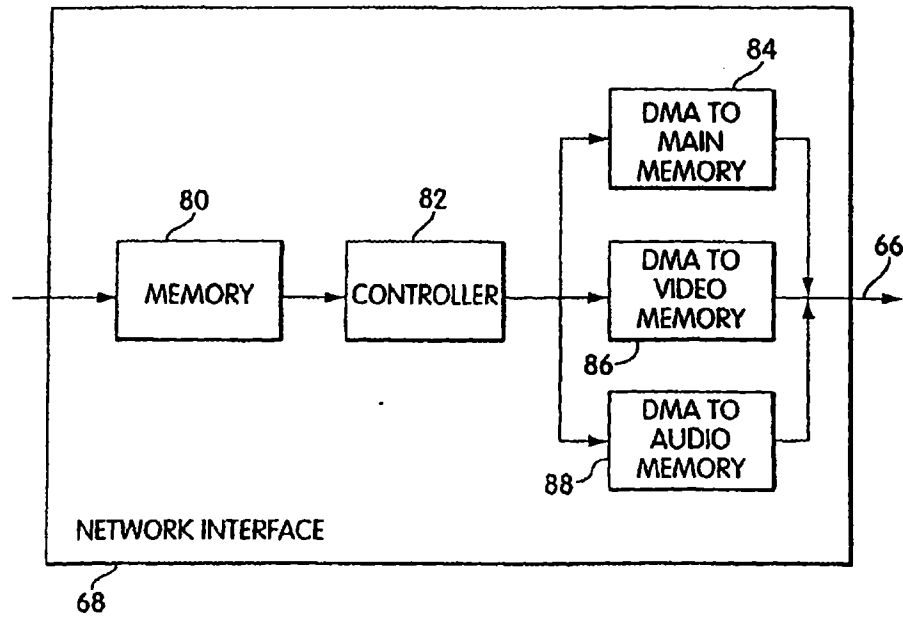 84
DMA TO
MAIN
MEMORY
80
MEMORY
82
CONTROLLER
DMA TO
VIDEO
MEMORY
86
66
DMA TO
AUDIO
MEMORY
88
NETWORK INTERFACE
68